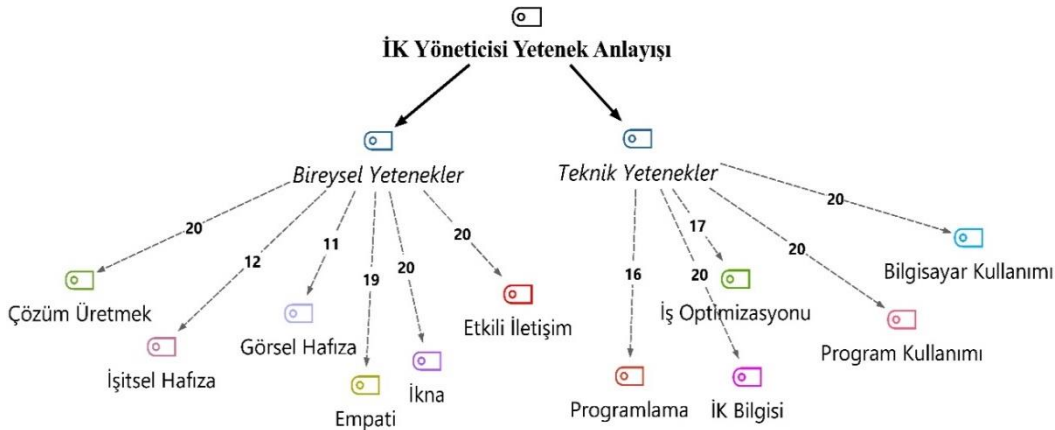 İK Yöneticisi Yetenek Anlayışı
Bireysel Yetenekler
Teknik Yetenekler
20
12
11
19
20
20
16
20
17
20
20
Çözüm Üretmek
İşitsel Hafıza
Görsel Hafıza
Empati
İkna
Etkili İletişim
Programlama
İK Bilgisi
İş Optimizasyonu
Program Kullanımı
Bilgisayar Kullanımı